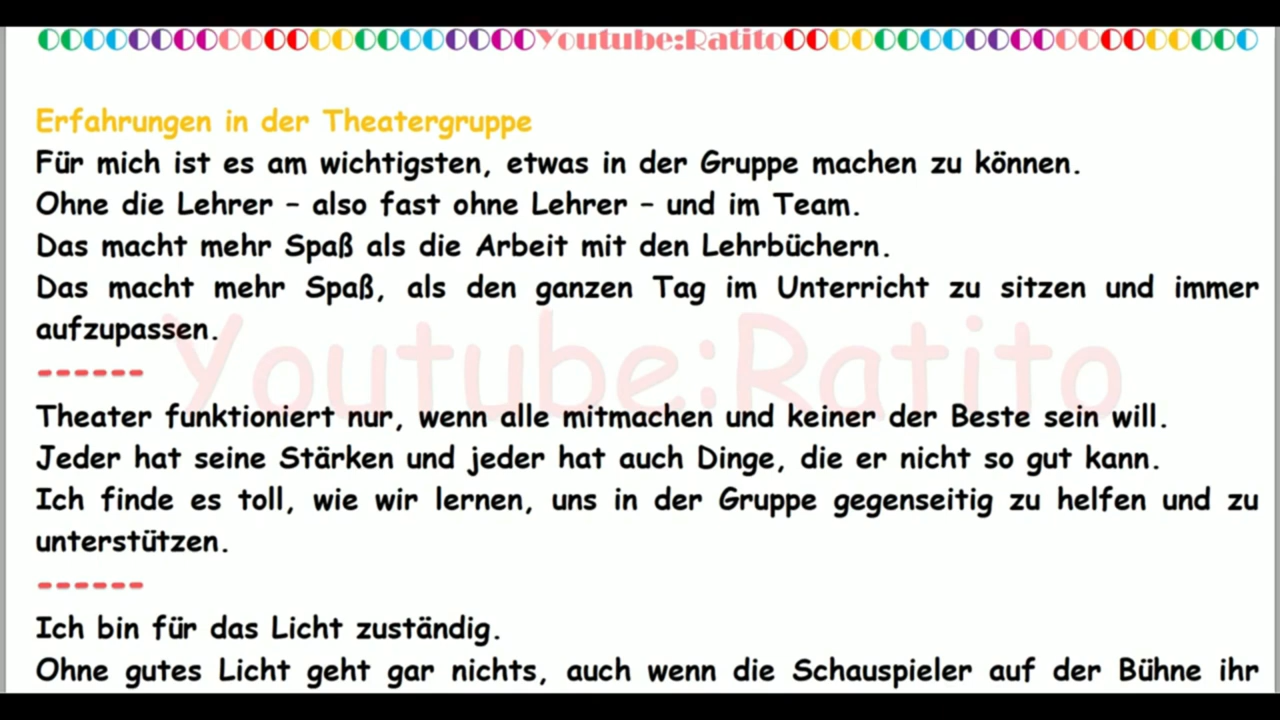 Youtube:Ratito
Erfahrungen in der Theatergruppe
Für mich ist es am wichtigsten, etwas in der Gruppe machen zu können.
Ohne die Lehrer – also fast ohne Lehrer – und im Team.
Das macht mehr Spaß als die Arbeit mit den Lehrbüchern.
Das macht mehr Spaß, als den ganzen Tag im Unterricht zu sitzen und immer
aufzupassen.
Youtube:Ratito
------
Theater funktioniert nur, wenn alle mitmachen und keiner der Beste sein will.
Jeder hat seine Stärken und jeder hat auch Dinge, die er nicht so gut kann.
Ich finde es toll, wie wir lernen, uns in der Gruppe gegenseitig zu helfen und zu
unterstützen.
------
Ich bin für das Licht zuständig.
Ohne gutes Licht geht gar nichts, auch wenn die Schauspieler auf der Bühne ihr